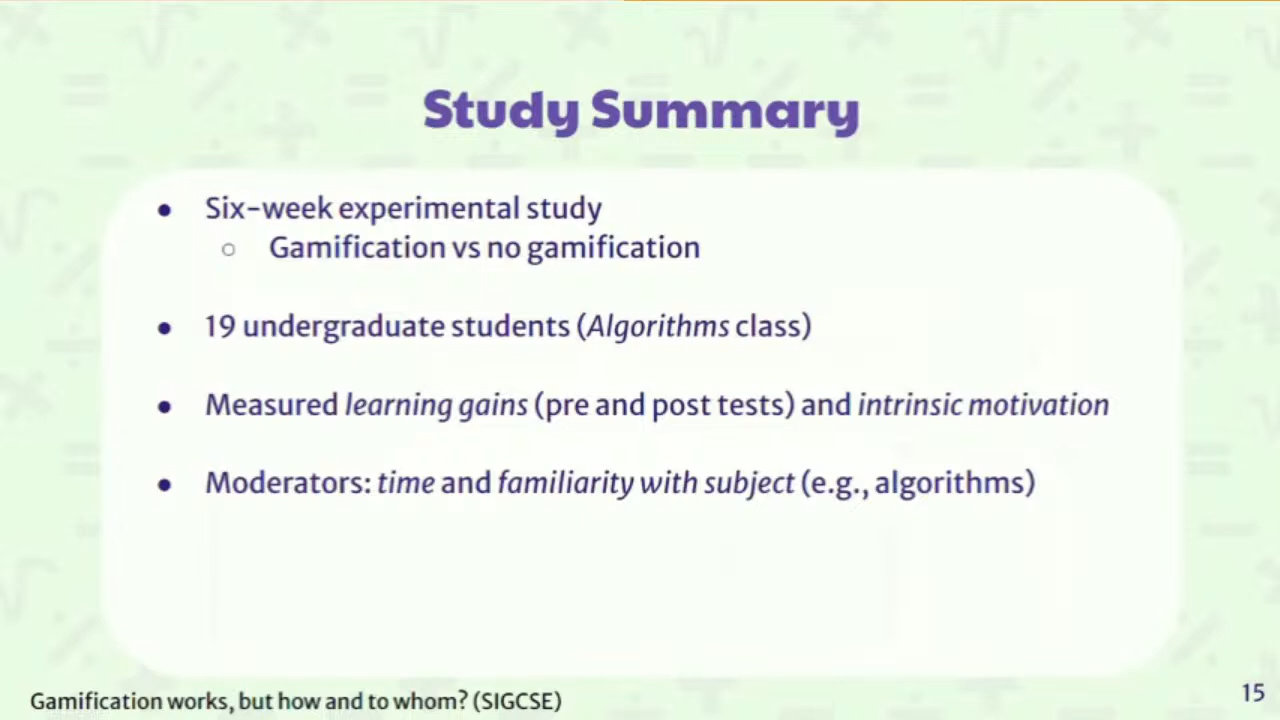 Study Summary
● Six-week experimental study
○ Gamification vs no gamification
● 19 undergraduate students (Algorithms class)
● Measured learning gains (pre and post tests) and intrinsic motivation
● Moderators: time and familiarity with subject (e.g., algorithms)
Gamification works, but how and to whom? (SIGCSE)
15